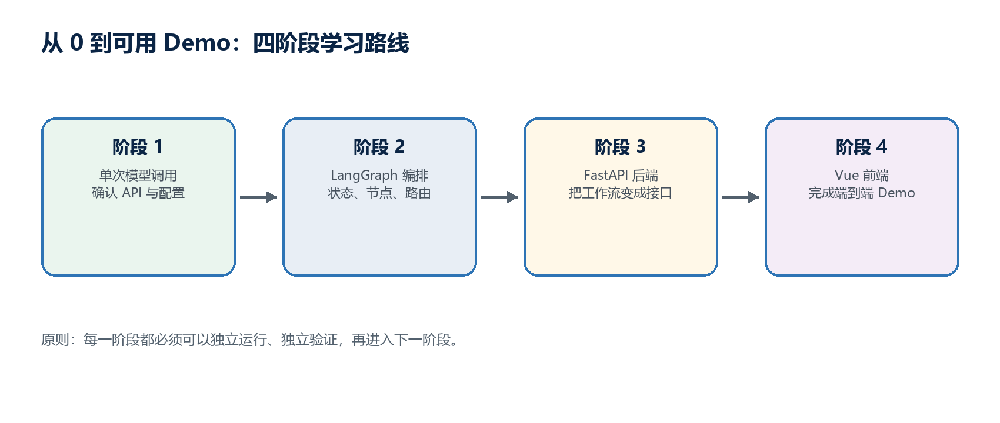 从 0 到可用 Demo：四阶段学习路线
阶段 1
单次模型调用
确认 API 与配置
阶段 2
LangGraph 编排
状态、节点、路由
阶段 3
FastAPI 后端
把工作流变成接口
阶段 4
Vue 前端
完成端到端 Demo
原则：每一阶段都必须可以独立运行、独立验证，再进入下一阶段。